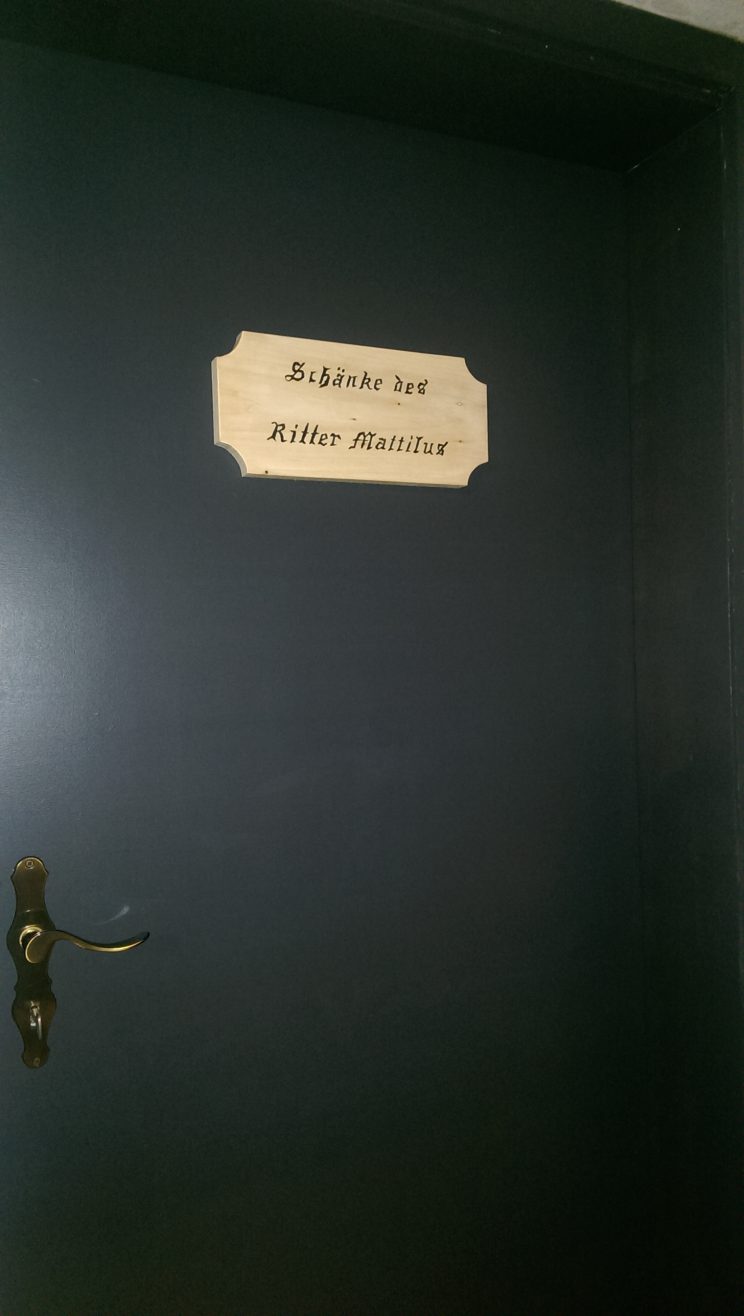 Schänke des
Ritter Mattilus